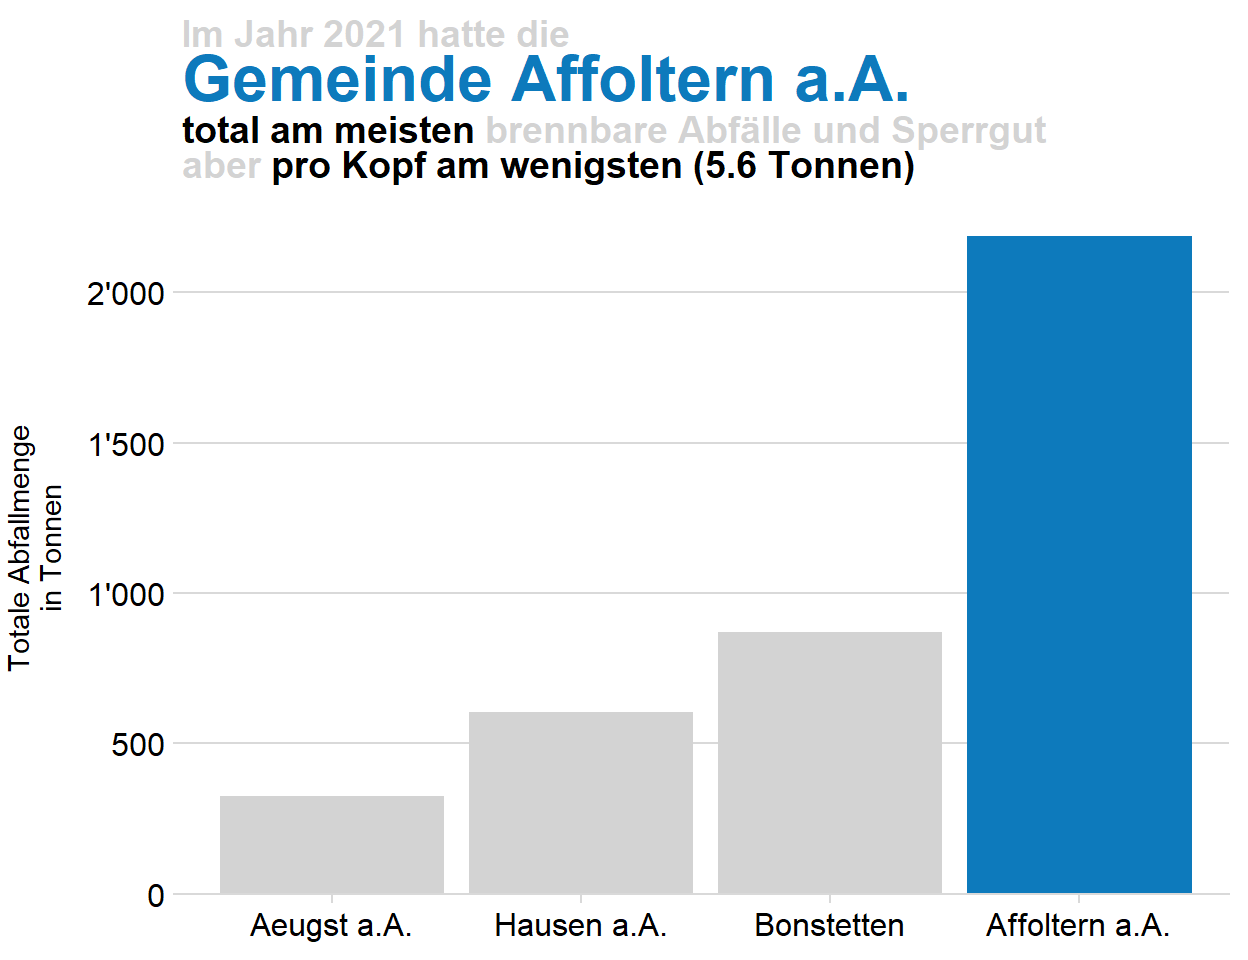 Im Jahr 2021 hatte die
Gemeinde Affoltern a.A.
total am meisten brennbare Abfälle und Sperrgut
aber pro Kopf am wenigsten (5.6 Tonnen)
Totale Abfallmenge
in Tonnen
2'000
1'500
1'000
500
0
Aeugst a.A. Hausen a.A. Bonstetten Affoltern a.A.